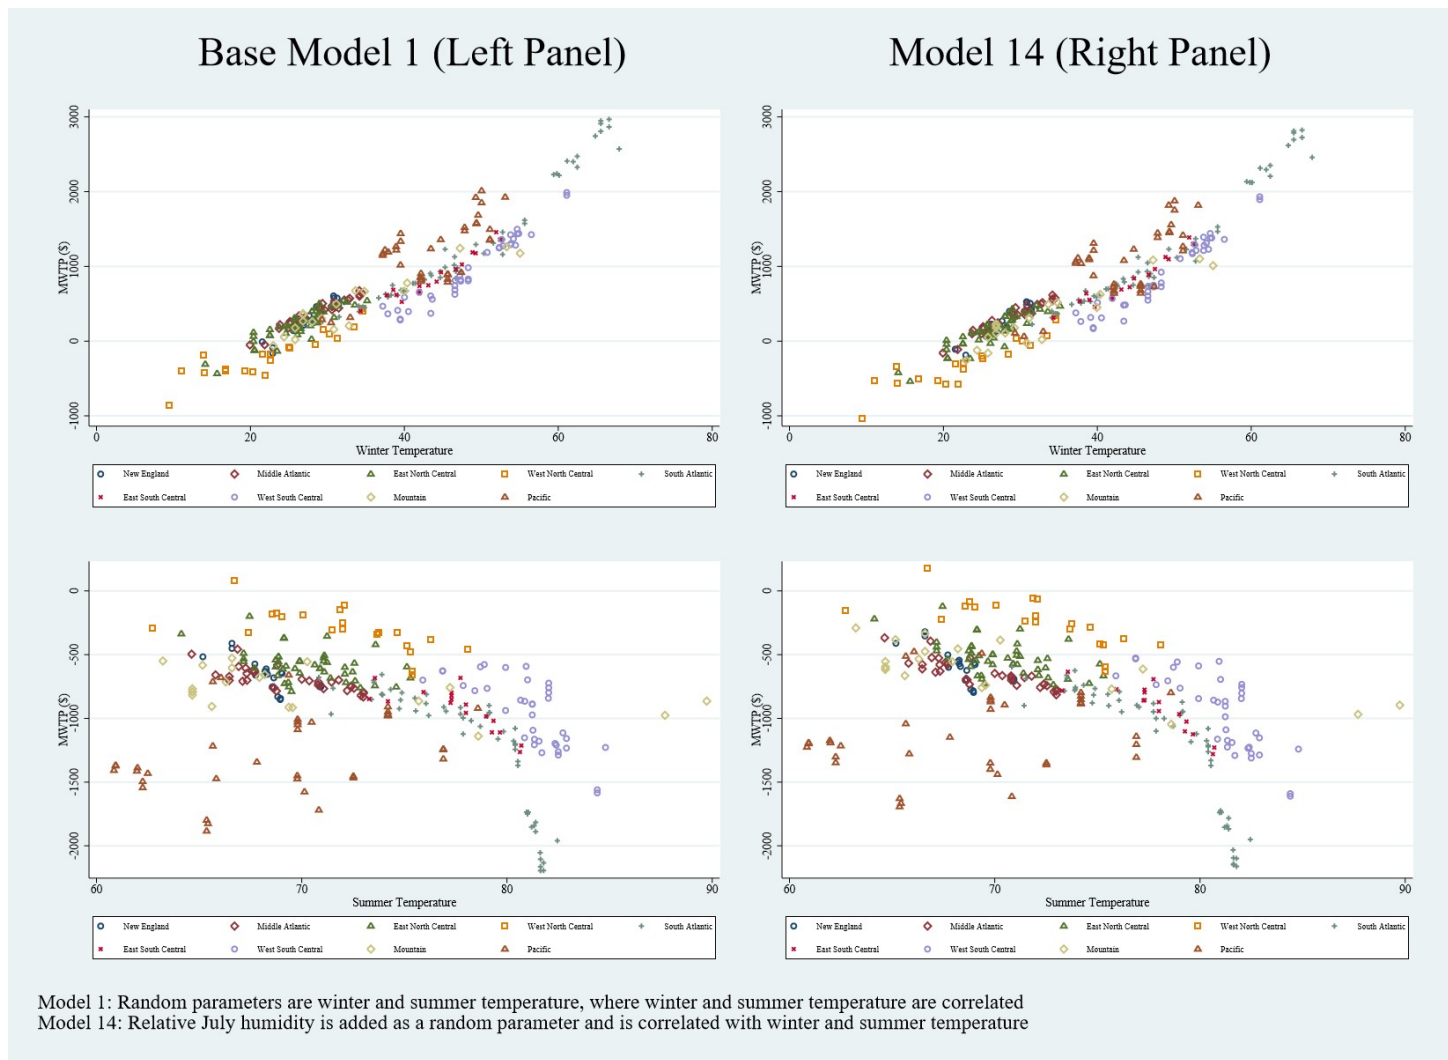 Base Model 1 (Left Panel)
Model 14 (Right Panel)
3000
2000
1000
0
-1000
MWTP ($)
0 20 40 60 80
Winter Temperature
New England Middle Atlantic East North Central West North Central South Atlantic
East South Central West South Central Mountain Pacific
3000
2000
1000
0
-1000
MWTP ($)
0 20 40 60 80
Winter Temperature
New England Middle Atlantic East North Central West North Central South Atlantic
East South Central West South Central Mountain Pacific
0
-500
-1000
-1500
-2000
MWTP ($)
60 70 80 90
Summer Temperature
New England Middle Atlantic East North Central West North Central South Atlantic
East South Central West South Central Mountain Pacific
0
-500
-1000
-1500
-2000
MWTP ($)
60 70 80 90
Summer Temperature
New England Middle Atlantic East North Central West North Central South Atlantic
East South Central West South Central Mountain Pacific
Model 1: Random parameters are winter and summer temperature, where winter and summer temperature are correlated
Model 14: Relative July humidity is added as a random parameter and is correlated with winter and summer temperature